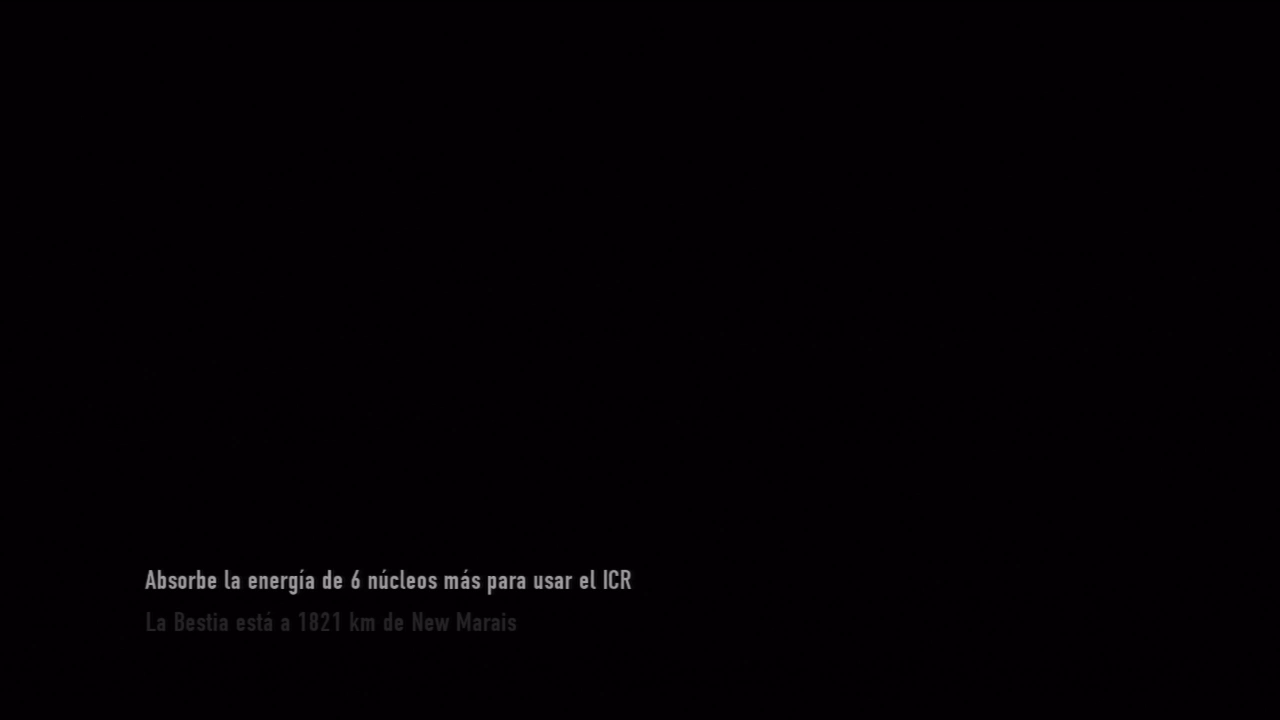 Absorbe la energía de 6 núcleos más para usar el ICR
La Bestia está a 1821 km de New Marais